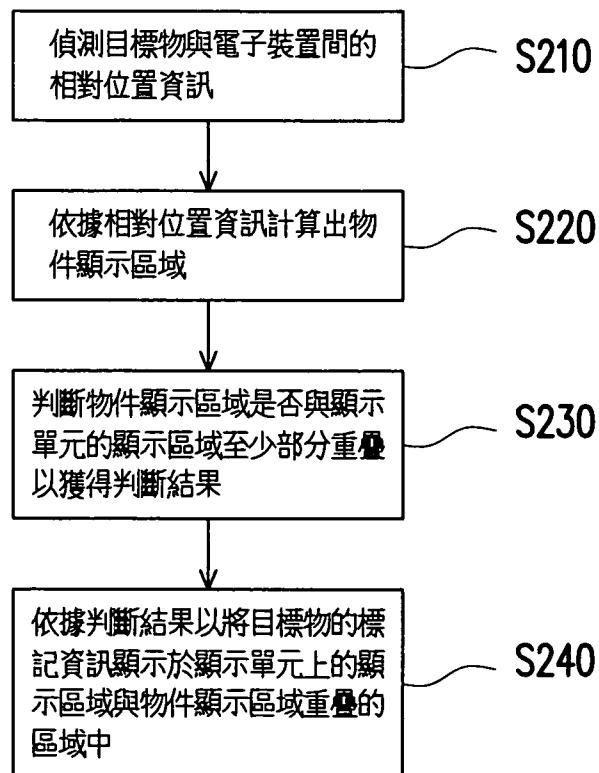 偵測目標物與電子裝置間的
相對位置資訊
S210
依據相對位置資訊計算出物
件顯示區域
S220
判斷物件顯示區域是否與顯示
單元的顯示區域至少部分重疊
以獲得判斷結果
S230
依據判斷結果以將目標物的標
記資訊顯示於顯示單元上的顯
示區域與物件顯示區域重疊的
區域中
S240